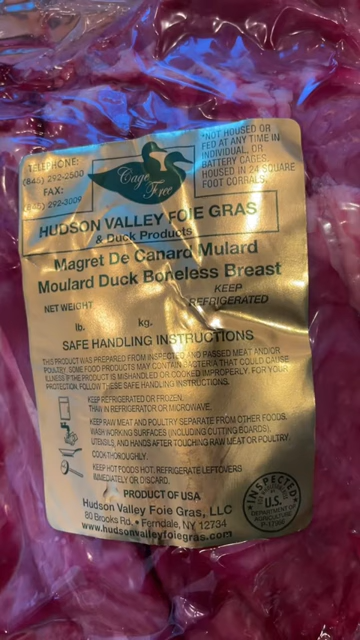 TELEPHONE:
(845) 292-2500
FAX:
(845) 292-3009
Cage
Free
*NOT HOUSED OR
FED AT ANY TIME IN
INDIVIDUAL, OR
BATTERY CAGES.
HOUSED IN 24 SQUARE
FOOT CORRALS.
HUDSON VALLEY FOIE GRAS
& Duck Products
Magret De Canard Mulard
Moulard Duck Boneless Breast
NET WEIGHT
KEEP
REFRIGERATED
lb. kg.
SAFE HANDLING INSTRUCTIONS
THIS PRODUCT WAS PREPARED FROM INSPECTED AND PASSED MEAT AND/OR
POULTRY. SOME FOOD PRODUCTS MAY CONTAIN BACTERIA THAT COULD CAUSE
ILLNESS IF THE PRODUCT IS MISHANDLED OR COOKED IMPROPERLY. FOR YOUR
PROTECTION, FOLLOW THESE SAFE HANDLING INSTRUCTIONS.
KEEP REFRIGERATED OR FROZEN.
THAW IN REFRIGERATOR OR MICROWAVE.
KEEP RAW MEAT AND POULTRY SEPARATE FROM OTHER FOODS.
WASH WORKING SURFACES (INCLUDING CUTTING BOARDS),
UTENSILS, AND HANDS AFTER TOUCHING RAW MEAT OR POULTRY.
COOK THOROUGHLY.
KEEP HOT FOODS HOT. REFRIGERATE LEFTOVERS
IMMEDIATELY OR DISCARD.
PRODUCT OF USA
Hudson Valley Foie Gras, LLC
80 Brooks Rd. • Ferndale, NY 12734
www.hudsonvalleyfoiegras.com
INSPECTED
U.S.
DEPARTMENT OF
AGRICULTURE